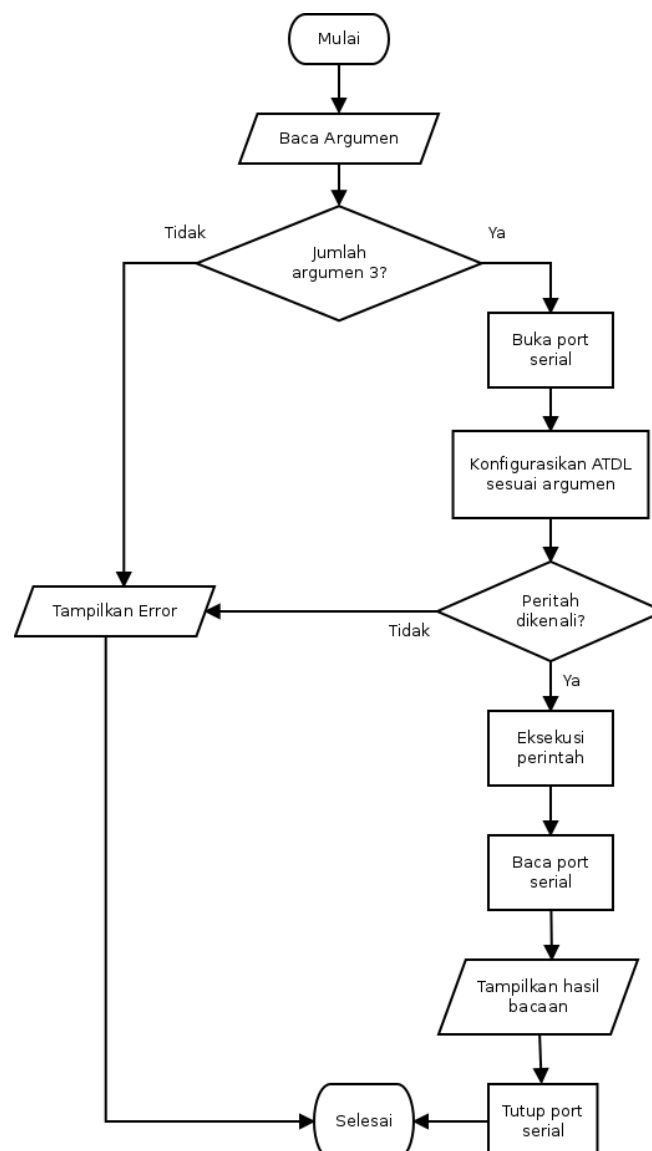 Mulai
Baca Argumen
Tidak
Ya
Jumlah
argumen 3?
Buka port
serial
Konfigurasikan ATDL
sesuai argumen
Tampilkan Error
Tidak
Peritah
dikenali?
Ya
Eksekusi
perintah
Baca port
serial
Tampilkan hasil
bacaan
Selesai
Tutup port
serial